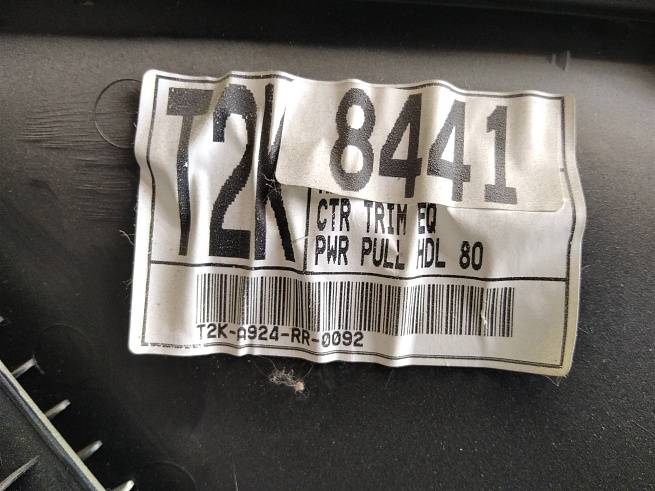 T2K
8441
CTR TRIM EQ
PWR PULL HDL 80
T2K-A924-RR-0092